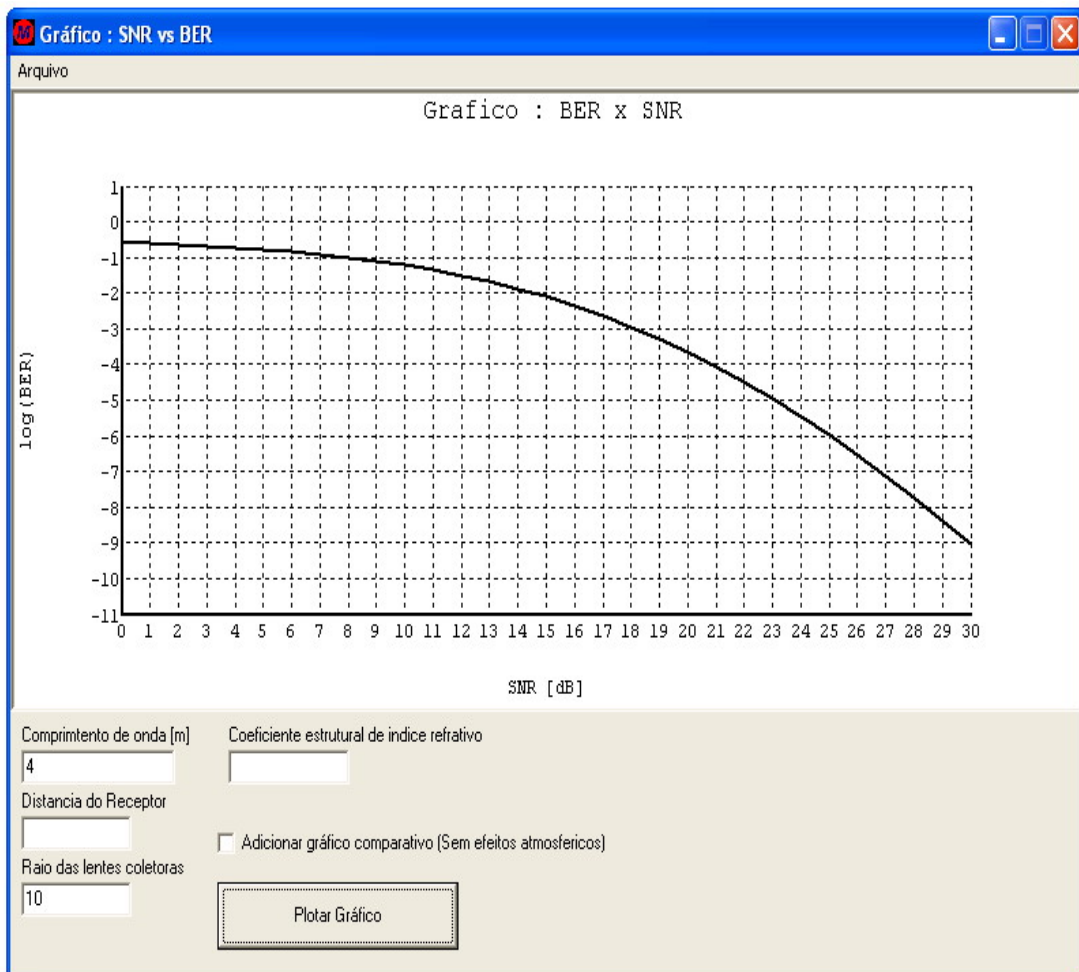 Gráfico : SNR vs BER
Arquivo
Grafico : BER x SNR
1
0
-1
-2
-3
-4
-5
-6
-7
-8
-9
-10
-11
log(BER)
0 1 2 3 4 5 6 7 8 9 10 11 12 13 14 15 16 17 18 19 20 21 22 23 24 25 26 27 28 29 30
SNR [dB]
Comprimtento de onda [m]
4
Coeficiente estrutural de indice refrativo
Distancia do Receptor
Adicionar gráfico comparativo (Sem efeitos atmosfericos)
Raio das lentes coletoras
10
Plotar Gráfico